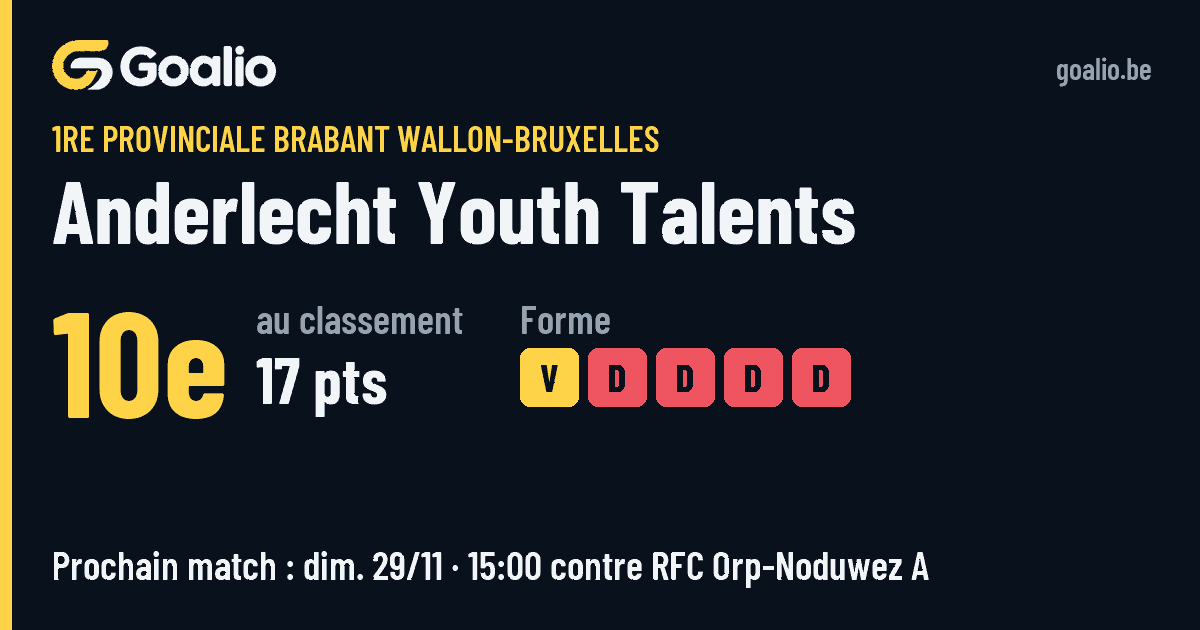 Goalio
goalio.be
1RE PROVINCIALE BRABANT WALLON-BRUXELLES
Anderlecht Youth Talents
10e
au classement
17 pts
Forme
V D D D D
Prochain match : dim. 29/11 · 15:00 contre RFC Orp-Noduwez A